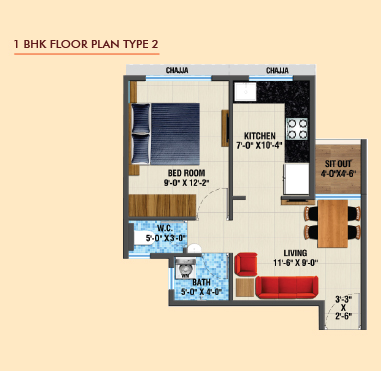 1 BHK FLOOR PLAN TYPE 2
CHAJJA
CHAJJA
KITCHEN
7'-0" X10'-4"
BED ROOM
9'-0" X 12'-2"
SIT OUT
4'-0"X4'-6"
W.C.
5'-0"X3'-0"
LIVING
11'-6" X 9'-0"
BATH
5'-0" X 4'-0"
3'-3"
X
2'-6"